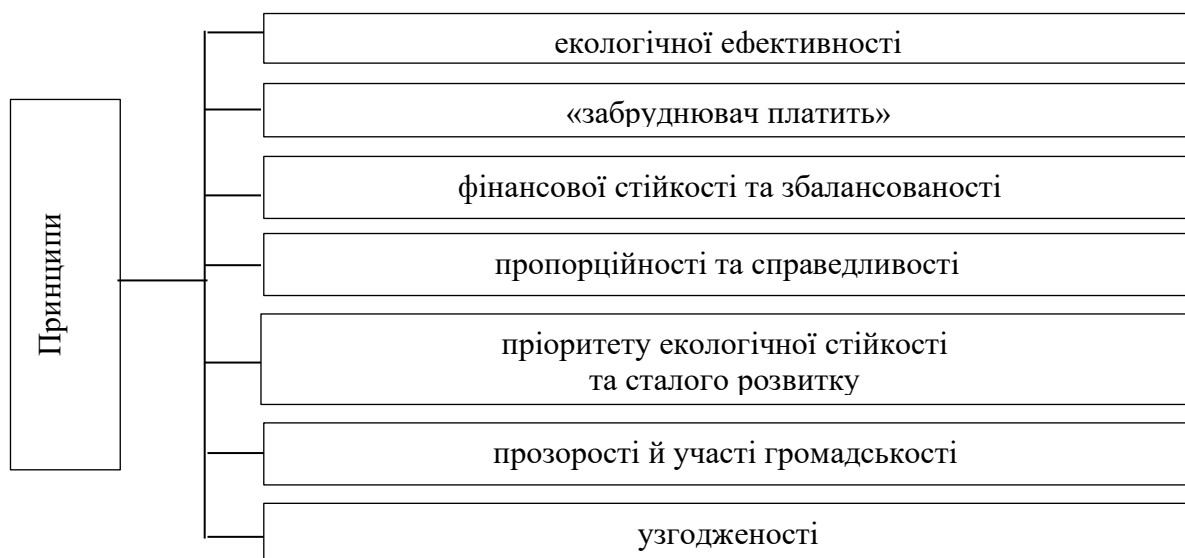 Принципи
екологічної ефективності
«забруднювач платить»
фінансової стійкості та збалансованості
пропорційності та справедливості
пріоритету екологічної стійкості
та сталого розвитку
прозорості й участі громадськості
узгодженості